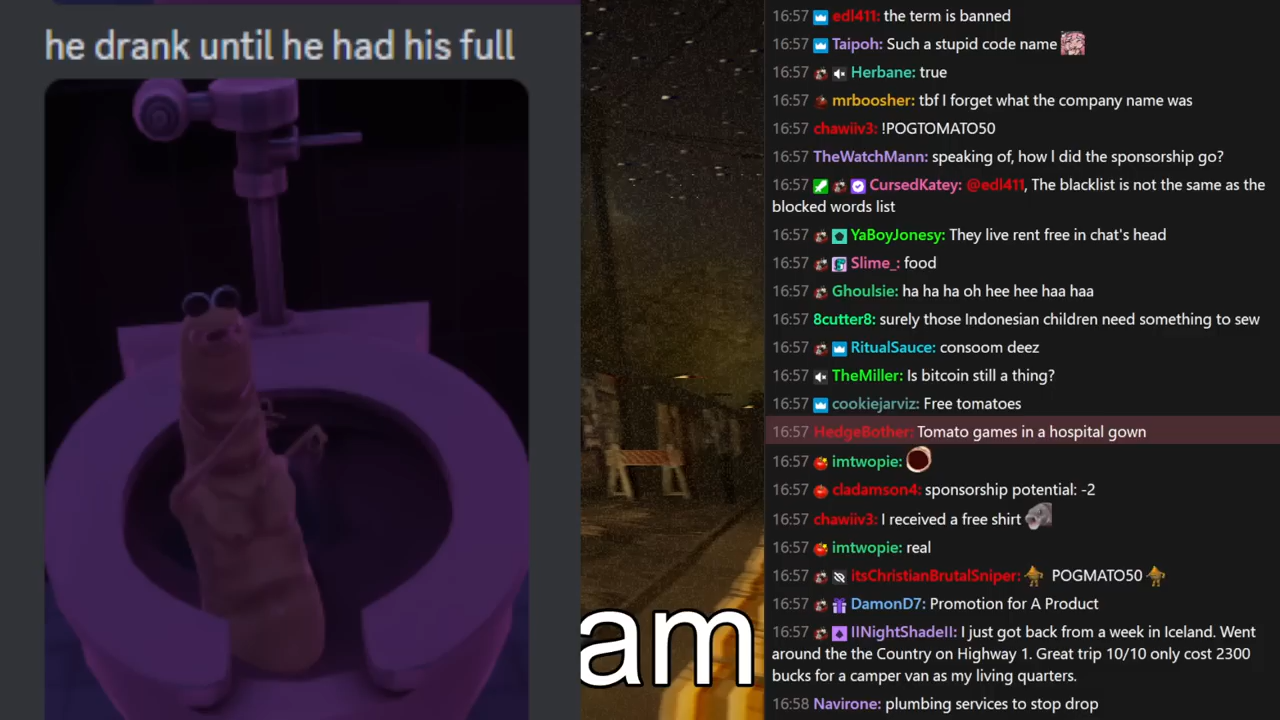 he drank until he had his full
am
16:57 edl411: the term is banned
16:57 Taipoh: Such a stupid code name
16:57 Herbane: true
16:57 mrboosher: tbf I forget what the company name was
16:57 chawiiv3: !POGTOMATO50
16:57 TheWatchMann: speaking of, how I did the sponsorship go?
16:57 CursedKatey: @edl411, The blacklist is not the same as the
blocked words list
16:57 YaBoyJonesy: They live rent free in chat's head
16:57 Slime_: food
16:57 Ghoulsie: ha ha ha oh hee hee haa haa
16:57 8cutter8: surely those Indonesian children need something to sew
16:57 RitualSauce: consoom deez
16:57 TheMiller: Is bitcoin still a thing?
16:57 cookiejarviz: Free tomatoes
16:57 HedgeBother: Tomato games in a hospital gown
16:57 imtwopie:
16:57 cladamson4: sponsorship potential: -2
16:57 chawiiv3: I received a free shirt
16:57 imtwopie: real
16:57 ItsChristianBrutalSniper: POGMATO50
16:57 DamonD7: Promotion for A Product
16:57 IINightShadeII: I just got back from a week in Iceland. Went
around the the Country on Highway 1. Great trip 10/10 only cost 2300
bucks for a camper van as my living quarters.
16:58 Navirone: plumbing services to stop drop